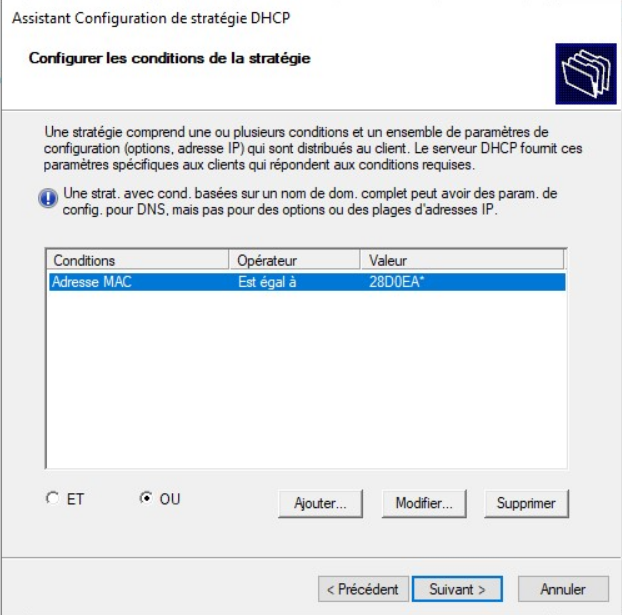 Assistant Configuration de stratégie DHCP
Configurer les conditions de la stratégie
Une stratégie comprend une ou plusieurs conditions et un ensemble de paramètres de
configuration (options, adresse IP) qui sont distribués au client. Le serveur DHCP fournit ces
paramètres spécifiques aux clients qui répondent aux conditions requises.
Une strat. avec cond. basées sur un nom de dom. complet peut avoir des param. de
config. pour DNS, mais pas pour des options ou des plages d'adresses IP.
Conditions Opérateur Valeur
Adresse MAC Est égal à 28D0EA*
ET OU Ajouter... Modifier... Supprimer
< Précédent Suivant > Annuler